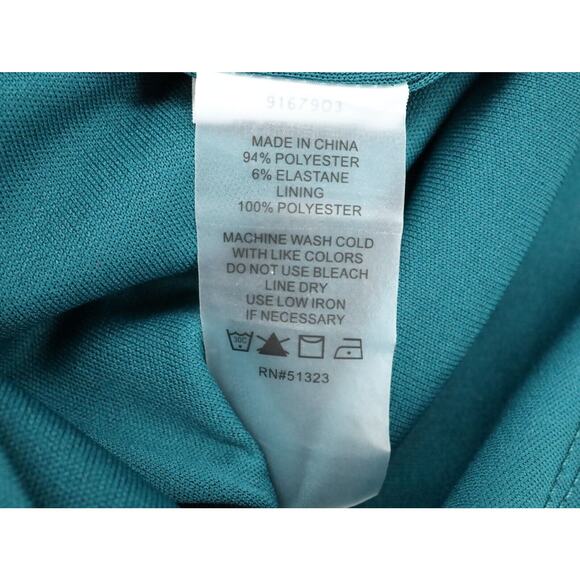 9167903
MADE IN CHINA
94% POLYESTER
6% ELASTANE
LINING
100% POLYESTER
MACHINE WASH COLD
WITH LIKE COLORS
DO NOT USE BLEACH
LINE DRY
USE LOW IRON
IF NECESSARY
30C
RN#51323